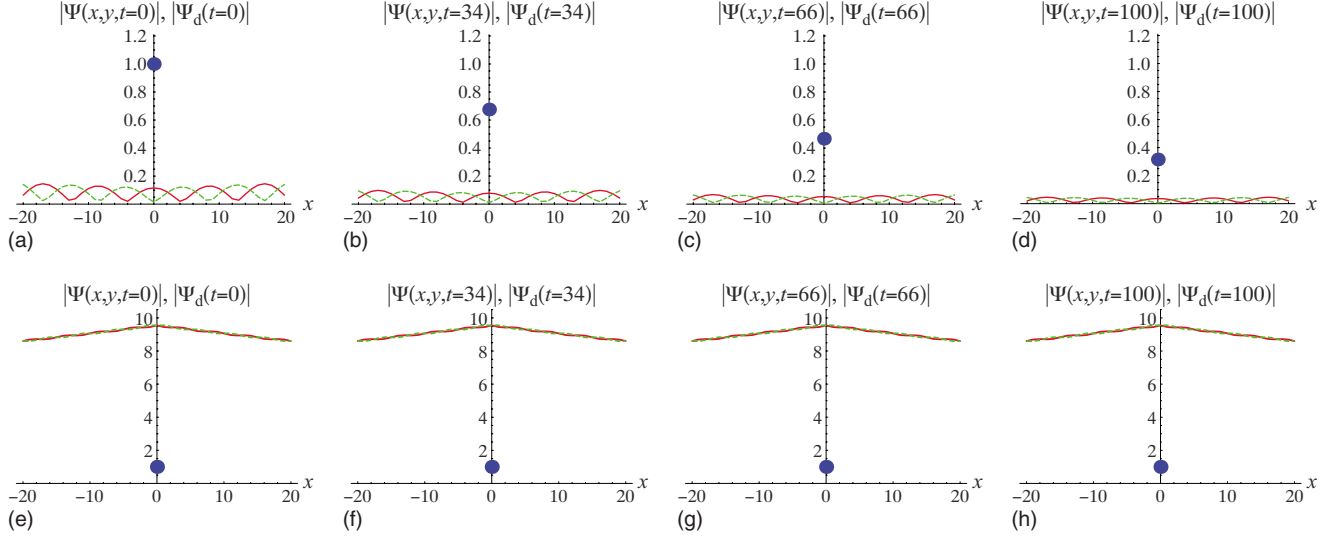 |Ψ(x,y,t=0)|, |Ψd(t=0)| |Ψ(x,y,t=34)|, |Ψd(t=34)| |Ψ(x,y,t=66)|, |Ψd(t=66)| |Ψ(x,y,t=100)|, |Ψd(t=100)|
1.2 1.2 1.2 1.2
1.0 1.0 1.0 1.0
0.8 0.8 0.8 0.8
0.6 0.6 0.6 0.6
0.4 0.4 0.4 0.4
0.2 0.2 0.2 0.2
x x x x
−20 −10 0 10 20 −20 −10 0 10 20 −20 −10 0 10 20 −20 −10 0 10 20
(a) (b) (c) (d)
|Ψ(x,y,t=0)|, |Ψd(t=0)| |Ψ(x,y,t=34)|, |Ψd(t=34)| |Ψ(x,y,t=66)|, |Ψd(t=66)| |Ψ(x,y,t=100)|, |Ψd(t=100)|
10 10 10 10
8 8 8 8
6 6 6 6
4 4 4 4
2 2 2 2
x x x x
−20 −10 0 10 20 −20 −10 0 10 20 −20 −10 0 10 20 −20 −10 0 10 20
(e) (f) (g) (h)